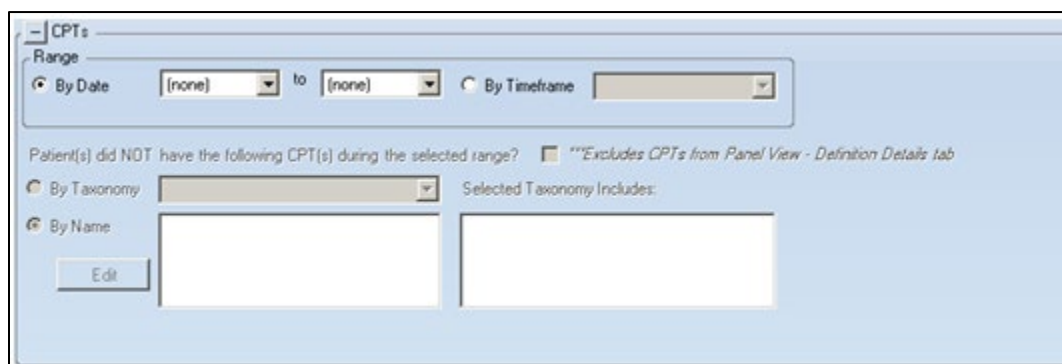 CPTs
Range
By Date (none) to (none) By Timeframe
Patient(s) did NOT have the following CPT(s) during the selected range? ***Excludes CPTs from Panel View - Definition Details tab
By Taxonomy Selected Taxonomy Includes:
By Name
Edit